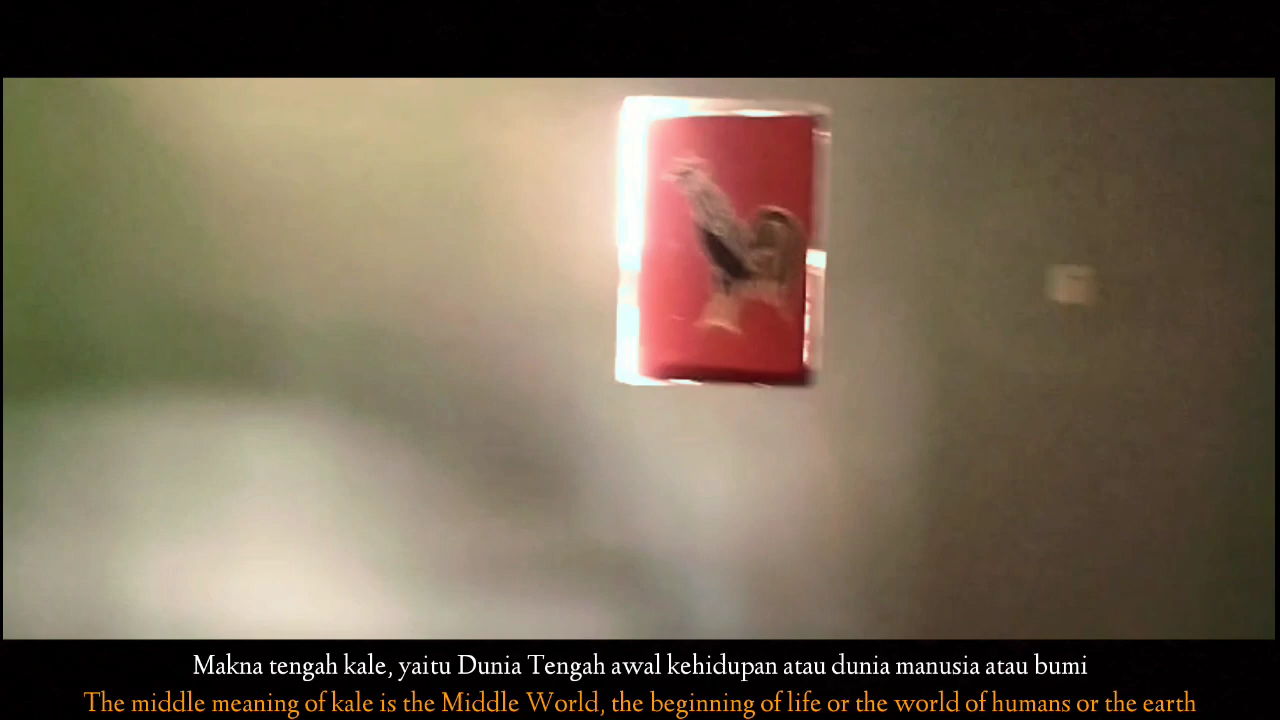 Makna tengah kale, yaitu Dunia Tengah awal kehidupan atau dunia manusia atau bumi
The middle meaning of kale is the Middle World, the beginning of life or the world of humans or the earth